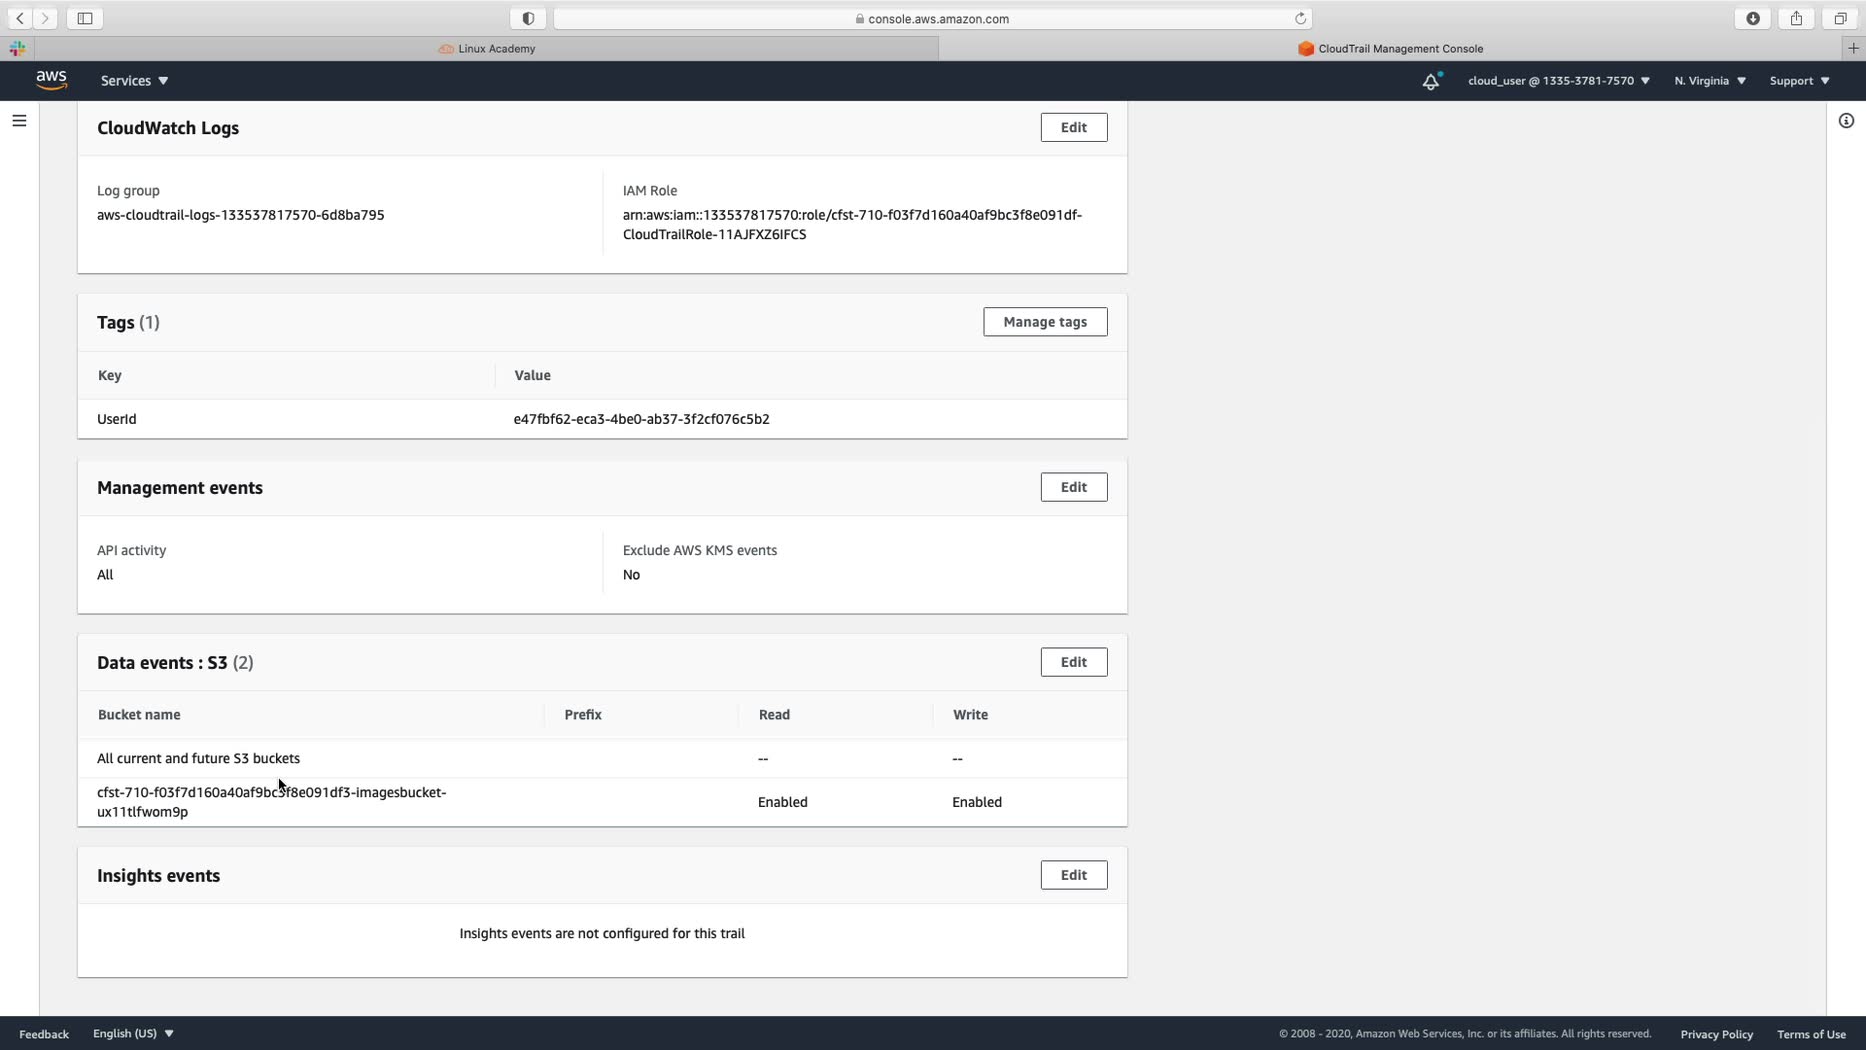 console.aws.amazon.com
Linux Academy
CloudTrail Management Console
aws
Services
cloud_user @ 1335-3781-7570
N. Virginia
Support
CloudWatch Logs
Edit
Log group
IAM Role
aws-cloudtrail-logs-133537817570-6d8ba795
arn:aws:iam::133537817570:role/cfst-710-f03f7d160a40af9bc3f8e091df-
CloudTrailRole-11AJFXZ6IFCS
Tags (1)
Manage tags
Key
Value
UserId
e47fbf62-eca3-4be0-ab37-3f2cf076c5b2
Management events
Edit
API activity
Exclude AWS KMS events
All
No
Data events : S3 (2)
Edit
Bucket name
Prefix
Read
Write
All current and future S3 buckets
--
--
cfst-710-f03f7d160a40af9bc3f8e091df3-imagesbucket-
ux11tlfwom9p
Enabled
Enabled
Insights events
Edit
Insights events are not configured for this trail
Feedback
English (US)
© 2008 - 2020, Amazon Web Services, Inc. or its affiliates. All rights reserved.
Privacy Policy
Terms of Use